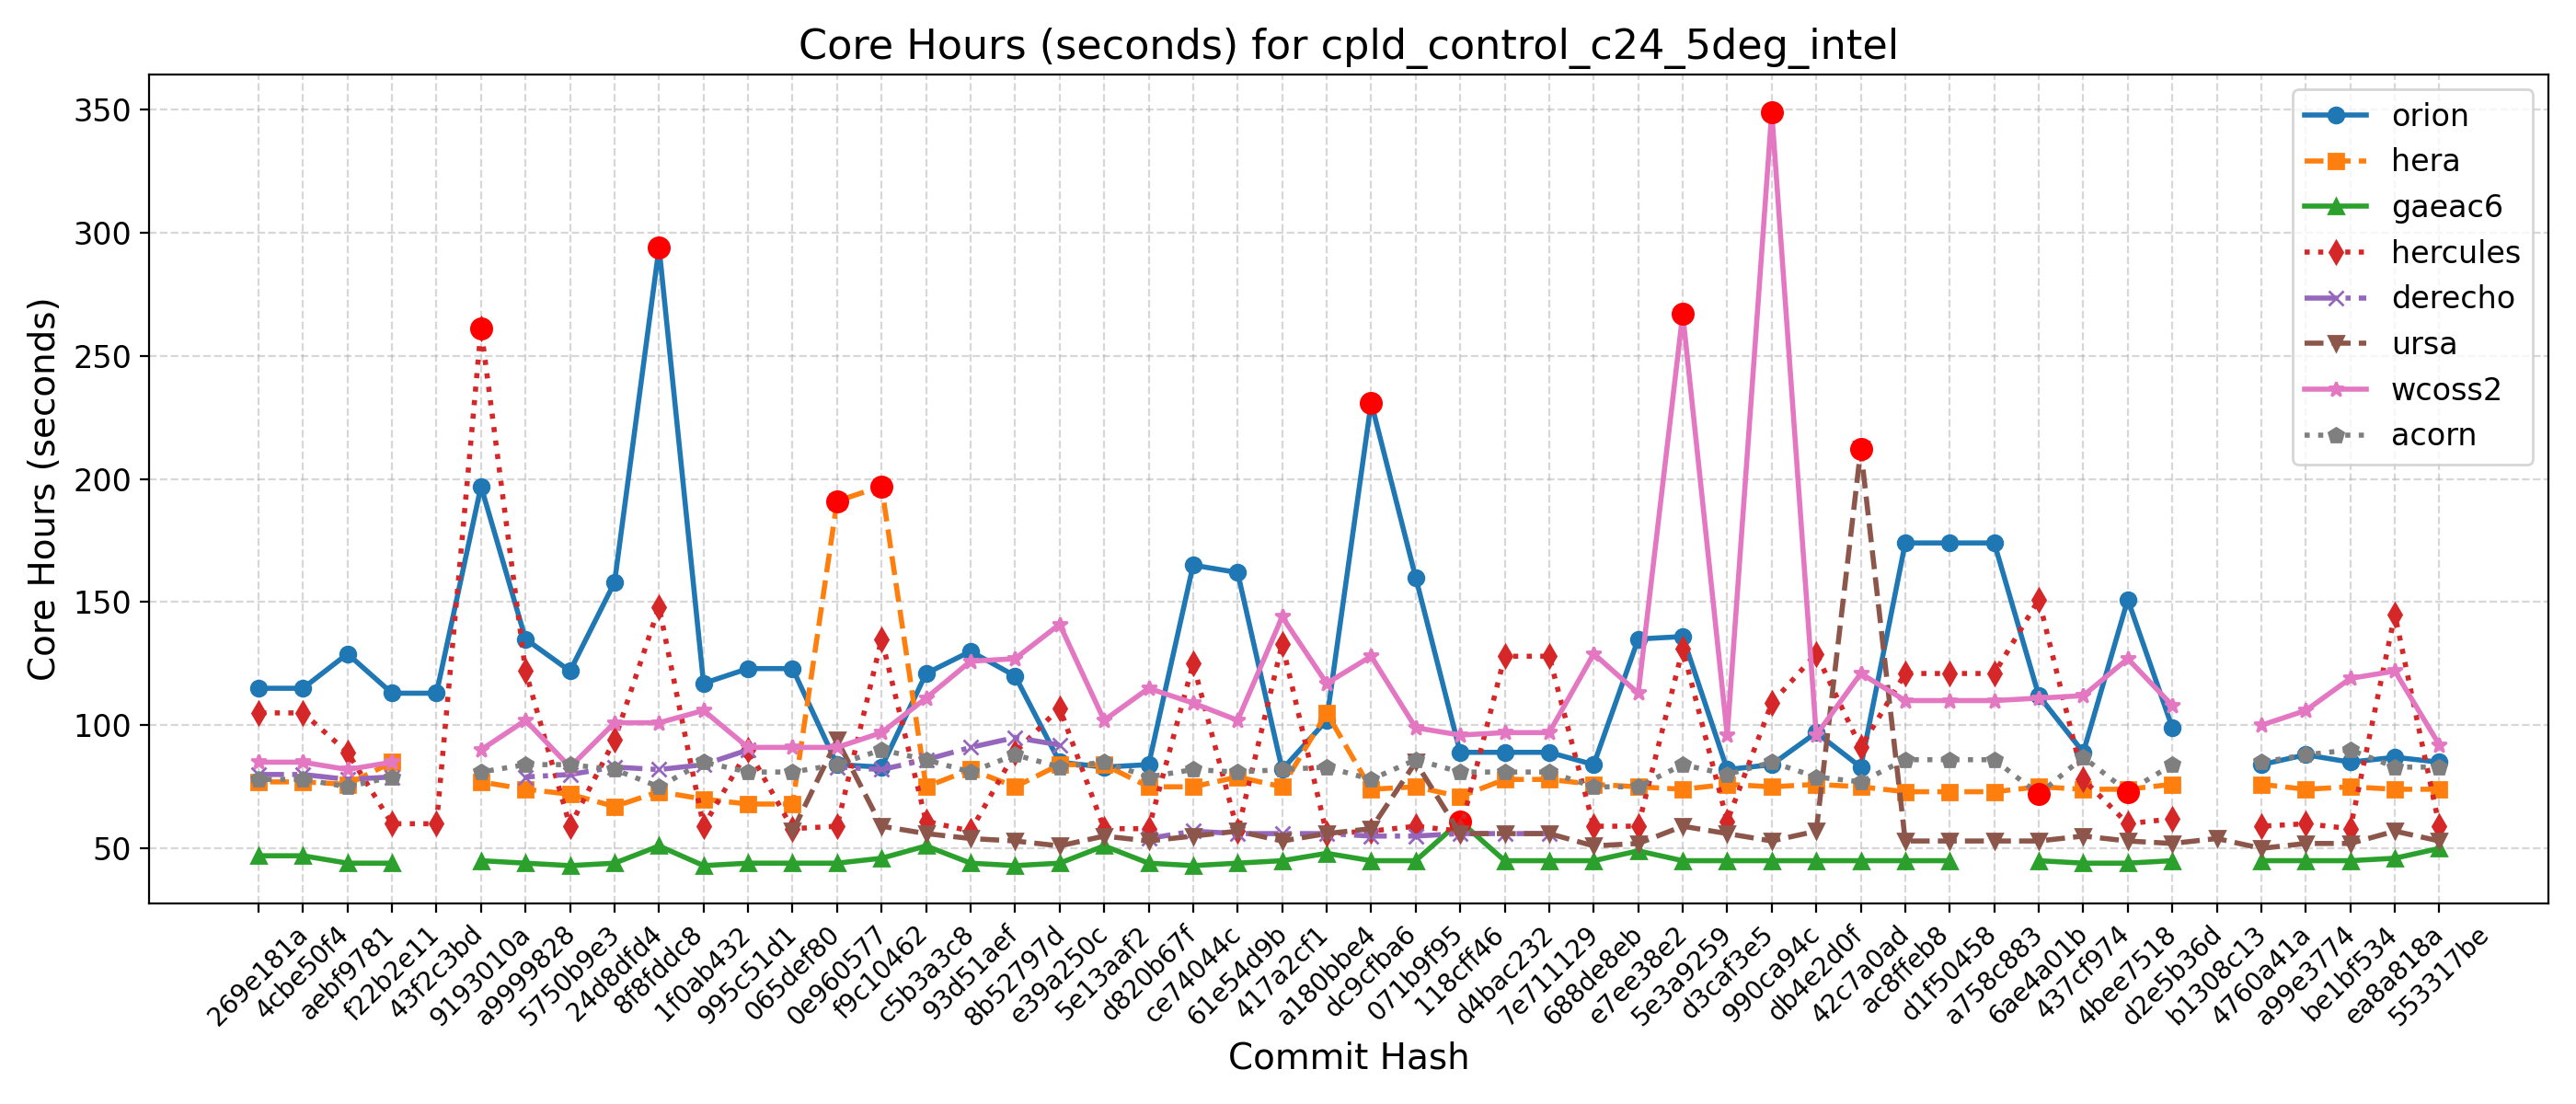 Core Hours (seconds) for cpld_control_c24_5deg_intel
Core Hours (seconds)
350
300
250
200
150
100
50
orion
hera
gaeac6
hercules
derecho
ursa
wcoss2
acorn
269e181a
4cbe50f4
aebf9781
f22b2e11
43f2c3bd
9193010a
a9999828
5750b9e3
24d8dfd4
8f8fddc8
1f0ab432
995c51d1
065def80
0e960577
f9c10462
c5b3a3c8
93d51aef
8b52797d
e39a250c
5e13aaf2
d820b67f
ce74044c
61e54d9b
417a2cf1
a180bbe4
dc9cfba6
071b9f95
118cff46
d4bac232
7e711129
688de8eb
e7ee38e2
5e3a9259
d3caf3e5
990ca94c
db4e2d0f
42c7a0ad
ac8ffeb8
d1f50458
a758c883
6ae4a01b
437cf974
4bee7518
d2e5b36d
b1308c13
4760a41a
a99e3774
be1bf534
ea8a818a
553317be
Commit Hash